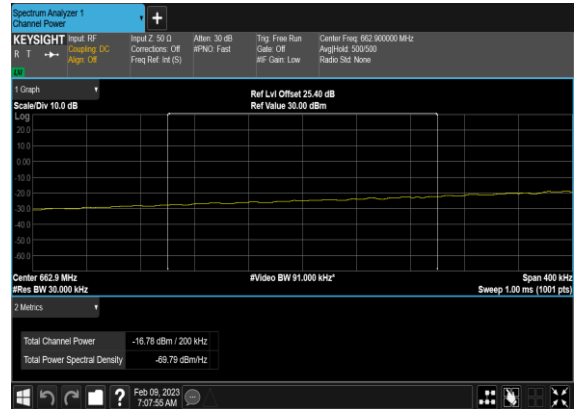 Spectrum Analyzer 1
Channel Power
+
KEYSIGHT Input: RF Input Z: 50 Ω Atten: 30 dB Trig: Free Run Center Freq: 662.900000 MHz
R T Coupling: DC Corrections: Off #PNO: Fast Gate: Off Avg|Hold: 500/500
Align: Off Freq Ref: Int (S) #IF Gain: Low Radio Std: None
1 Graph Ref Lvl Offset 25.40 dB
Scale/Div 10.0 dB Ref Value 30.00 dBm
Log
20.0
10.0
0.00
-10.0
-20.0
-30.0
-40.0
-50.0
-60.0
Center 662.9 MHz #Video BW 91.000 kHz* Span 400 kHz
#Res BW 30.000 kHz Sweep 1.00 ms (1001 pts)
2 Metrics
Total Channel Power -16.78 dBm / 200 kHz
Total Power Spectral Density -69.79 dBm/Hz
? Feb 09, 2023
7:07:55 AM